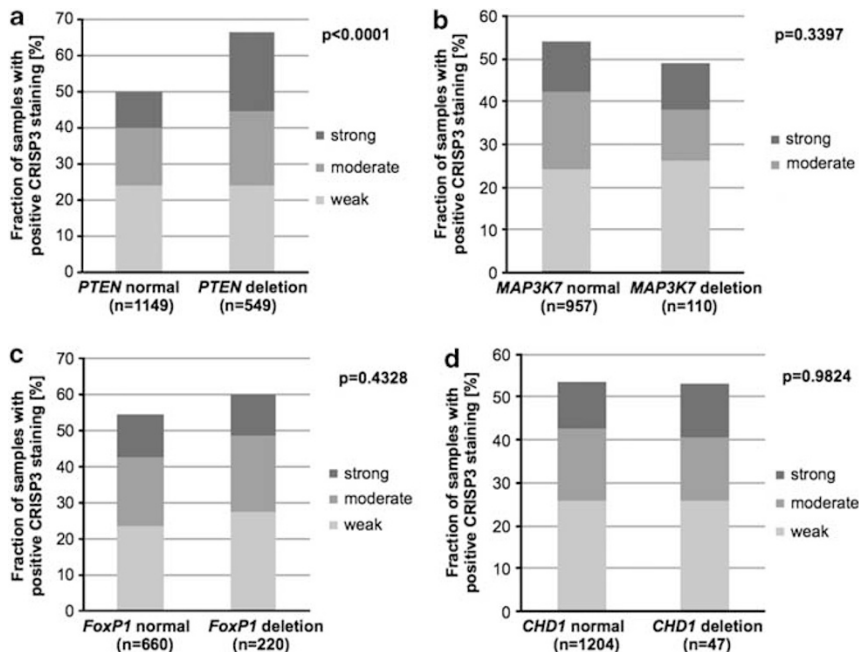 a
70
60
50
40
30
20
10
0
Fraction of samples with
positive CRISP3 staining [%]
p<0.0001
strong
moderate
weak
PTEN normal
(n=1149)
PTEN deletion
(n=549)
b
60
50
40
30
20
10
0
Fraction of samples with
positive CRISP3 staining [%]
p=0.3397
strong
moderate
MAP3K7 normal
(n=957)
MAP3K7 deletion
(n=110)
c
70
60
50
40
30
20
10
0
Fraction of samples with
positive CRISP3 staining [%]
p=0.4328
strong
moderate
weak
FoxP1 normal
(n=660)
FoxP1 deletion
(n=220)
d
60
50
40
30
20
10
0
Fraction of samples with
positive CRISP3 staining [%]
p=0.9824
strong
moderate
weak
CHD1 normal
(n=1204)
CHD1 deletion
(n=47)